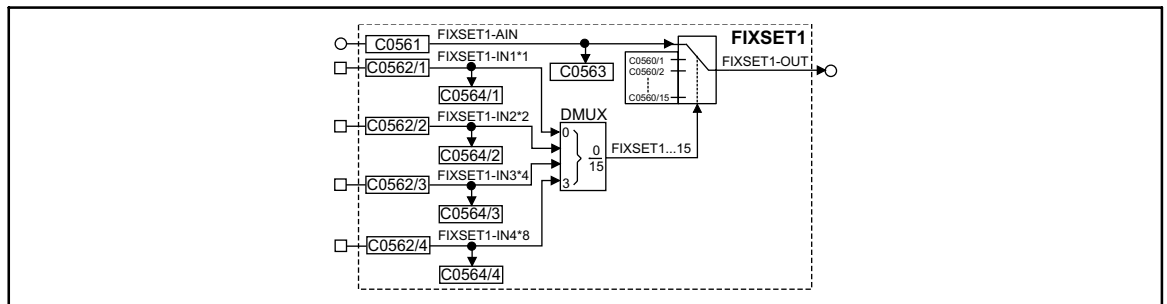 FIXSET1
C0561
FIXSET1-AIN
C0563
C0560/1
C0560/2
C0560/15
FIXSET1-OUT
C0562/1
FIXSET1-IN1*1
C0564/1
DMUX
0
3
0
15
FIXSET1...15
C0562/2
FIXSET1-IN2*2
C0564/2
C0562/3
FIXSET1-IN3*4
C0564/3
C0562/4
FIXSET1-IN4*8
C0564/4